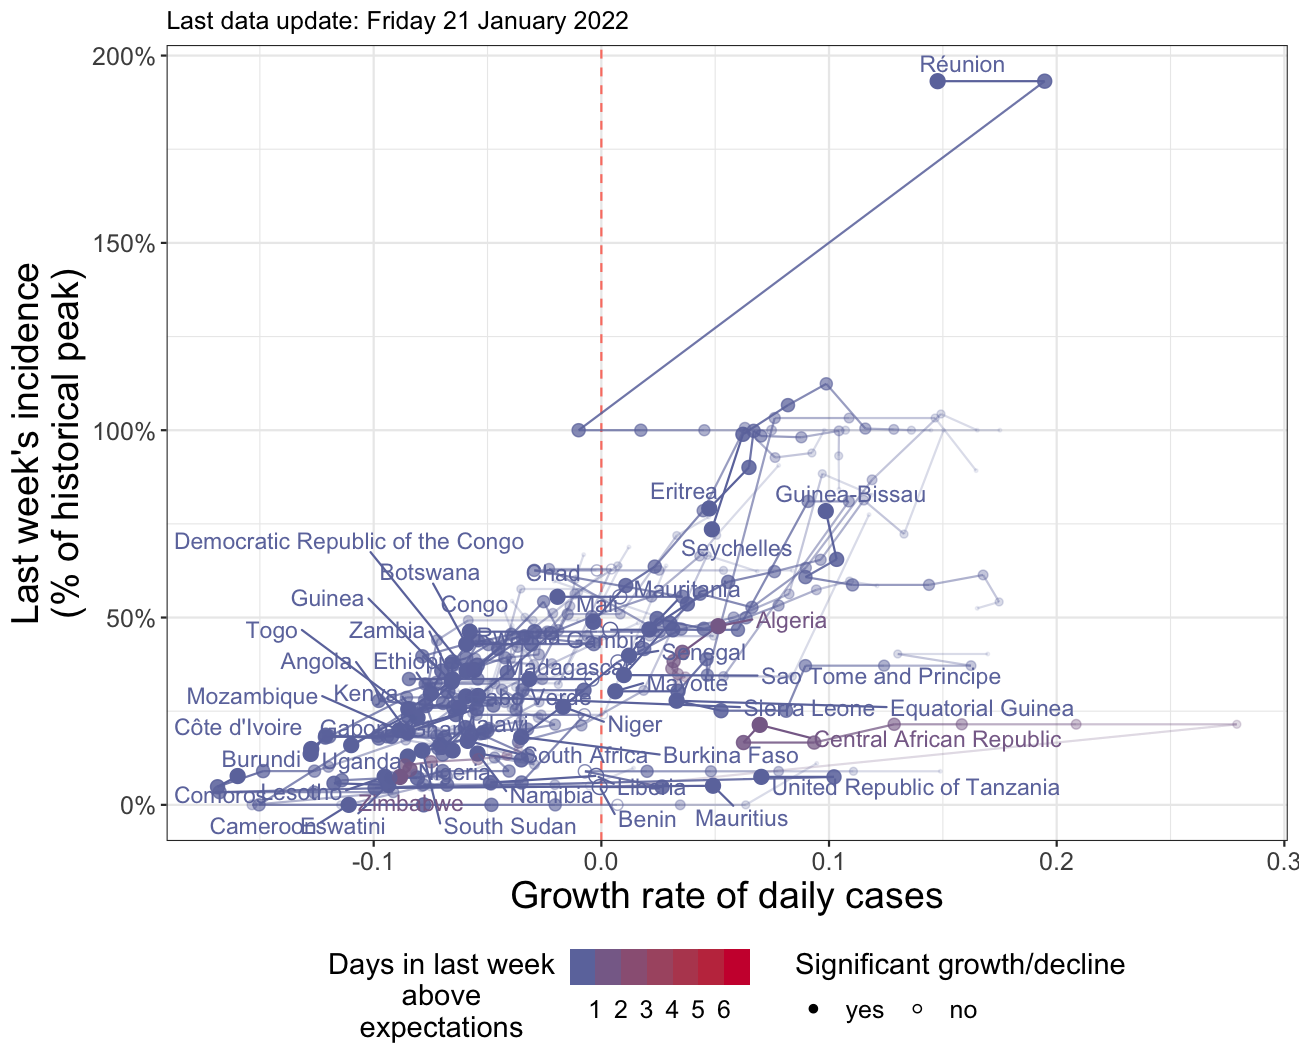 Last data update: Friday 21 January 2022
Last week's incidence
(% of historical peak)
200%
150%
100%
50%
0%
Réunion
Eritrea
Guinea-Bissau
Seychelles
Democratic Republic of the Congo
Botswana
Chad
Mauritania
Guinea
Congo
Mali
Algeria
Togo
Zambia
Rwanda
Gambia
Senegal
Angola
Ethiopia
Madagascar
Sao Tome and Principe
Mozambique
Kenya
Cabo Verde
Mayotte
Sierra Leone
Equatorial Guinea
Côte d'Ivoire
Gabon
Ghana
Malawi
Niger
Central African Republic
Burundi
Uganda
Nigeria
South Africa
Burkina Faso
Comoros
Lesotho
Zimbabwe
Namibia
Liberia
United Republic of Tanzania
Cameroon
Eswatini
South Sudan
Benin
Mauritius
-0.1
0.0
0.1
0.2
0.3
Growth rate of daily cases
Days in last week
above
expectations
1 2 3 4 5 6
Significant growth/decline
yes
no